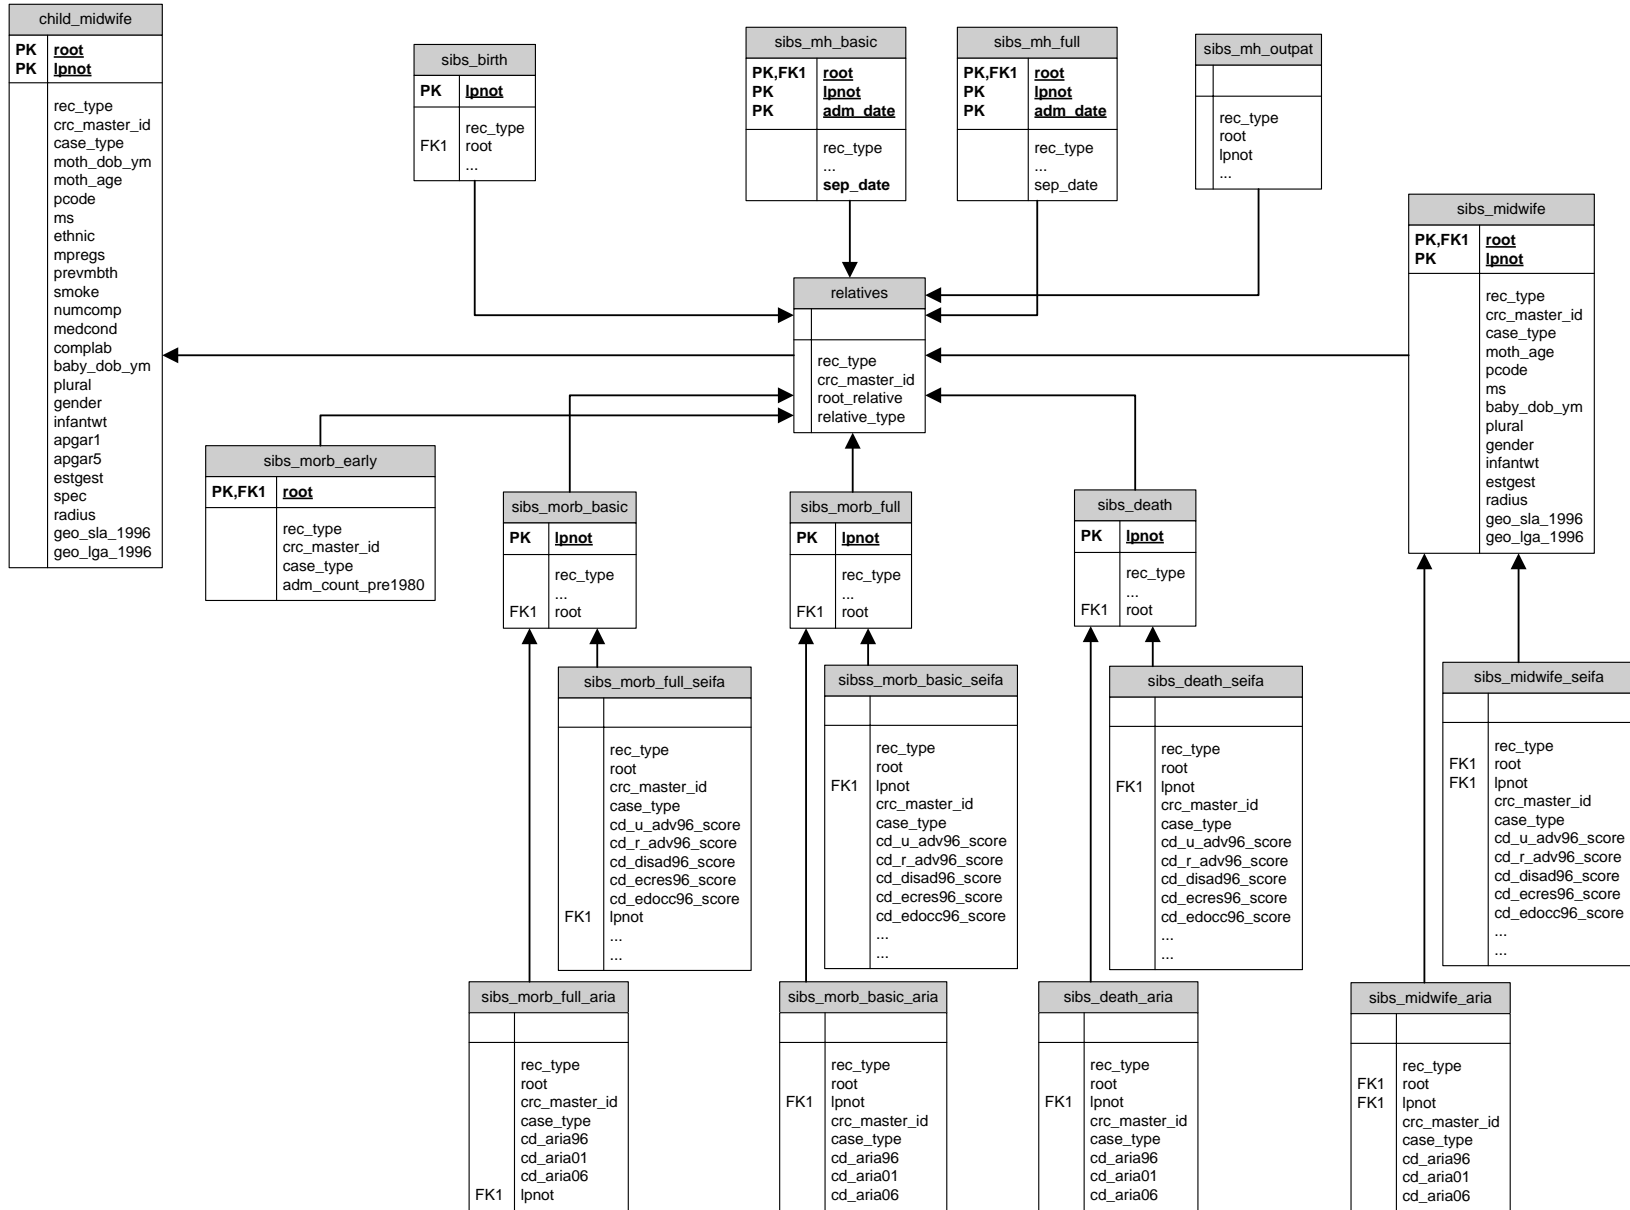 child_midwife
PK root
PK lpnot
rec_type
crc_master_id
case_type
moth_dob_ym
moth_age
pcode
ms
ethnic
mpregs
prevmbth
smoke
numcomp
medcond
complab
baby_dob_ym
plural
gender
infantwt
apgar1
apgar5
estgest
spec
radius
geo_sla_1996
geo_lga_1996
sibs_birth
PK lpnot
rec_type
FK1 root
...
sibs_mh_basic
PK,FK1 root
PK lpnot
PK adm_date
rec_type
...
sep_date
sibs_mh_full
PK,FK1 root
PK lpnot
PK adm_date
rec_type
...
sep_date
sibs_mh_outpat
rec_type
root
lpnot
...
sibs_midwife
PK,FK1 root
PK lpnot
rec_type
crc_master_id
case_type
moth_age
pcode
ms
baby_dob_ym
plural
gender
infantwt
estgest
radius
geo_sla_1996
geo_lga_1996
relatives
rec_type
crc_master_id
root_relative
relative_type
sibs_morb_early
PK,FK1 root
rec_type
crc_master_id
case_type
adm_count_pre1980
sibs_morb_basic
PK lpnot
rec_type
...
FK1 root
sibs_morb_full
PK lpnot
rec_type
...
FK1 root
sibs_death
PK lpnot
rec_type
...
FK1 root
sibs_morb_full_seifa
rec_type
root
crc_master_id
case_type
cd_u_adv96_score
cd_r_adv96_score
cd_disad96_score
cd_ecres96_score
cd_edocc96_score
FK1 lpnot
...
...
sibss_morb_basic_seifa
rec_type
root
FK1 lpnot
crc_master_id
case_type
cd_u_adv96_score
cd_r_adv96_score
cd_disad96_score
cd_ecres96_score
cd_edocc96_score
...
...
sibs_death_seifa
rec_type
root
FK1 lpnot
crc_master_id
case_type
cd_u_adv96_score
cd_r_adv96_score
cd_disad96_score
cd_ecres96_score
cd_edocc96_score
...
...
sibs_midwife_seifa
rec_type
FK1 root
FK1 lpnot
crc_master_id
case_type
cd_u_adv96_score
cd_r_adv96_score
cd_disad96_score
cd_ecres96_score
cd_edocc96_score
...
...
sibs_morb_full_aria
rec_type
root
crc_master_id
case_type
cd_aria96
cd_aria01
cd_aria06
FK1 lpnot
sibs_morb_basic_aria
rec_type
root
FK1 lpnot
crc_master_id
case_type
cd_aria96
cd_aria01
cd_aria06
sibs_death_aria
rec_type
root
FK1 lpnot
crc_master_id
case_type
cd_aria96
cd_aria01
cd_aria06
sibs_midwife_aria
rec_type
FK1 root
FK1 lpnot
crc_master_id
case_type
cd_aria96
cd_aria01
cd_aria06